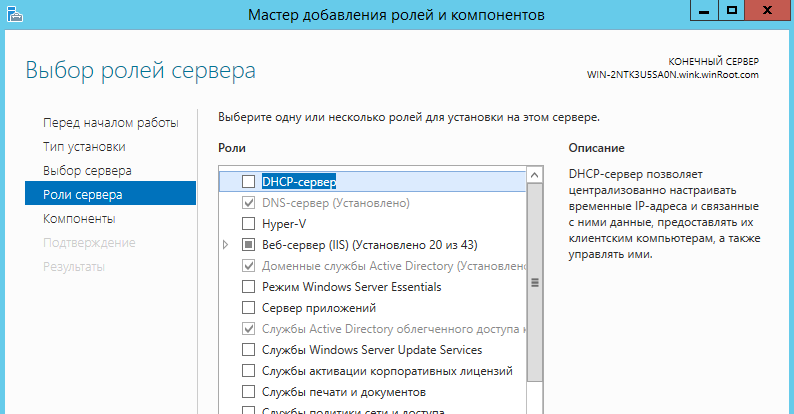 Мастер добавления ролей и компонентов
Выбор ролей сервера
КОНЕЧНЫЙ СЕРВЕР
WIN-2NTK3U5SA0N.wink.winRoot.com
Перед началом работы
Тип установки
Выбор сервера
Роли сервера
Компоненты
Подтверждение
Результаты
Выберите одну или несколько ролей для установки на этом сервере.
Роли
DHCP-сервер
DNS-сервер (Установлено)
Hyper-V
Веб-сервер (IIS) (Установлено 20 из 43)
Доменные службы Active Directory (Установлено
Режим Windows Server Essentials
Сервер приложений
Службы Active Directory облегченного доступа к
Службы Windows Server Update Services
Службы активации корпоративных лицензий
Службы печати и документов
Службы политики сети и доступа
Описание
DHCP-сервер позволяет
централизованно настраивать
временные IP-адреса и связанные
с ними данные, предоставлять их
клиентским компьютерам, а также
управлять ими.